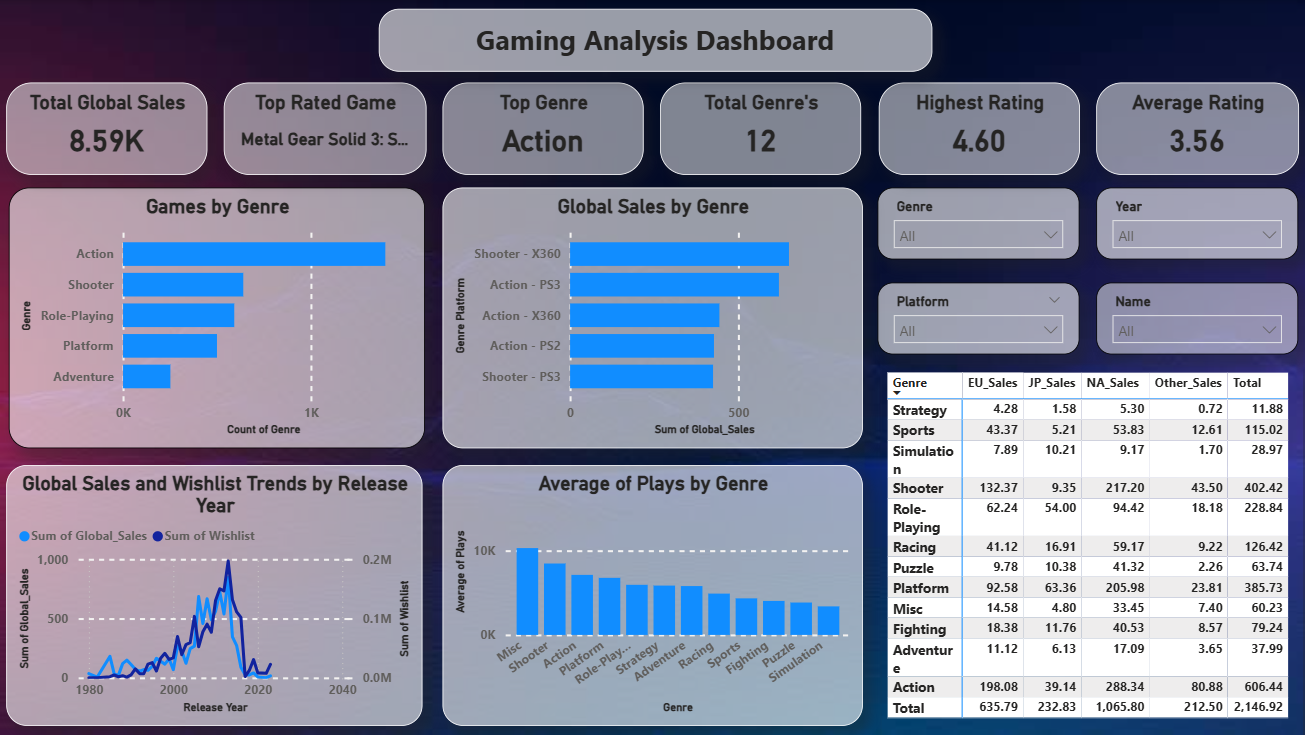 Gaming Analysis Dashboard
Total Global Sales
8.59K
Top Rated Game
Metal Gear Solid 3: S...
Top Genre
Action
Total Genre's
12
Highest Rating
4.60
Average Rating
3.56
Games by Genre
Genre
Action
Shooter
Role-Playing
Platform
Adventure
0K 1K
Count of Genre
Global Sales by Genre
Genre Platform
Shooter - X360
Action - PS3
Action - X360
Action - PS2
Shooter - PS3
0 500
Sum of Global_Sales
Genre
All
Year
All
Platform
All
Name
All
Global Sales and Wishlist Trends by Release
Year
Sum of Global_Sales Sum of Wishlist
Sum of Global_Sales
1,000
500
0
0.2M
0.1M
0.0M
Sum of Wishlist
1980 2000 2020 2040
Release Year
Average of Plays by Genre
Average of Plays
10K
0K
Misc
Shooter
Action
Platform
Role-Play...
Strategy
Adventure
Racing
Sports
Fighting
Puzzle
Simulation
Genre
Genre EU_Sales JP_Sales NA_Sales Other_Sales Total
Strategy 4.28 1.58 5.30 0.72 11.88
Sports 43.37 5.21 53.83 12.61 115.02
Simulatio 7.89 10.21 9.17 1.70 28.97
n
Shooter 132.37 9.35 217.20 43.50 402.42
Role- 62.24 54.00 94.42 18.18 228.84
Playing
Racing 41.12 16.91 59.17 9.22 126.42
Puzzle 9.78 10.38 41.32 2.26 63.74
Platform 92.58 63.36 205.98 23.81 385.73
Misc 14.58 4.80 33.45 7.40 60.23
Fighting 18.38 11.76 40.53 8.57 79.24
Adventur 11.12 6.13 17.09 3.65 37.99
e
Action 198.08 39.14 288.34 80.88 606.44
Total 635.79 232.83 1,065.80 212.50 2,146.92